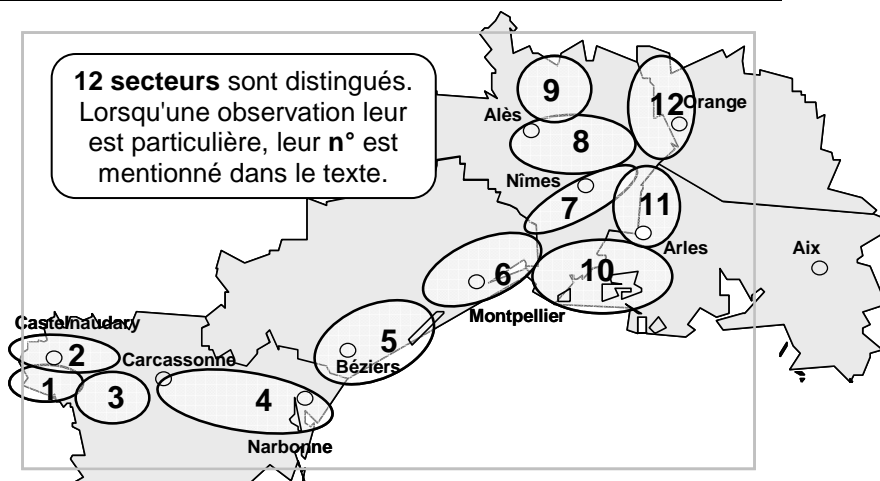 12 secteurs sont distingués.
Lorsqu'une observation leur
est particulière, leur n° est
mentionné dans le texte.
9
12
Orange
Alès
8
Nîmes
7
11
Arles
Aix
6
10
Montpellier
Castelnaudary
5
2
Carcassonne
Béziers
1
3
4
Narbonne